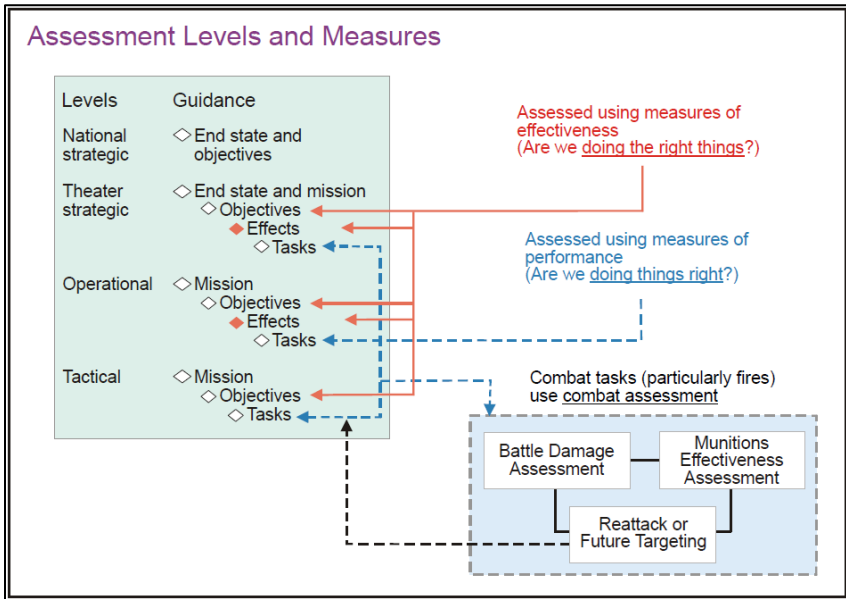 Assessment Levels and Measures
Levels
Guidance
National
strategic
End state and
objectives
Theater
strategic
End state and mission
Objectives
Effects
Tasks
Operational
Mission
Objectives
Effects
Tasks
Tactical
Mission
Objectives
Tasks
Assessed using measures of
effectiveness
(Are we doing the right things?)
Assessed using measures of
performance
(Are we doing things right?)
Combat tasks (particularly fires)
use combat assessment
Battle Damage
Assessment
Munitions
Effectiveness
Assessment
Reattack or
Future Targeting